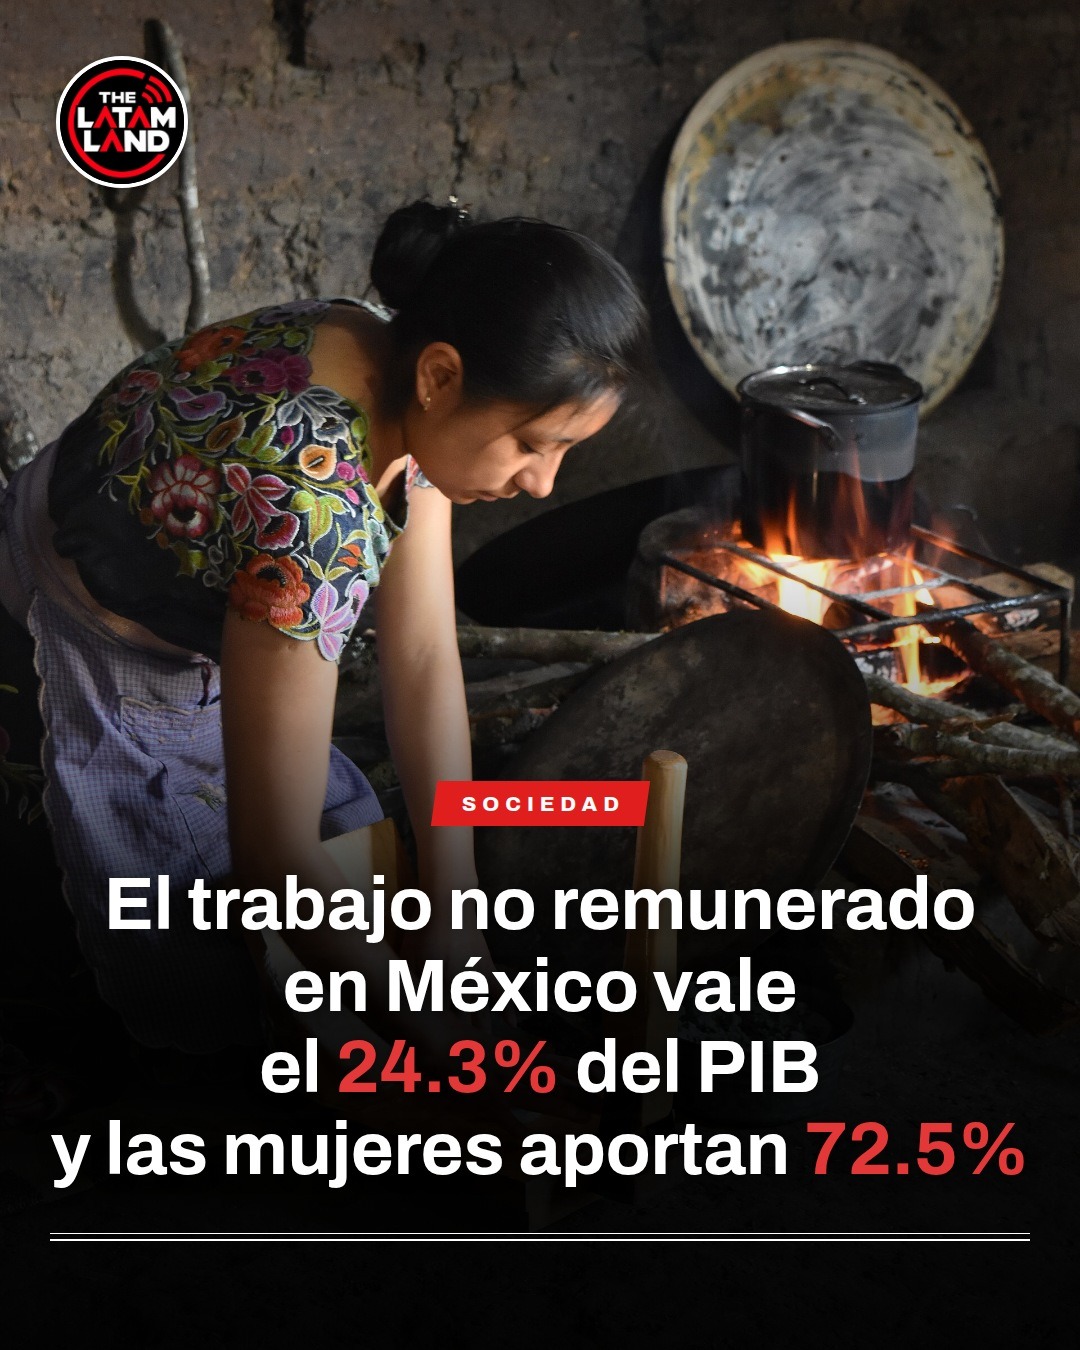 THE
LATAM
LAND
SOCIEDAD
El trabajo no remunerado
en México vale
el 24.3% del PIB
y las mujeres aportan 72.5%